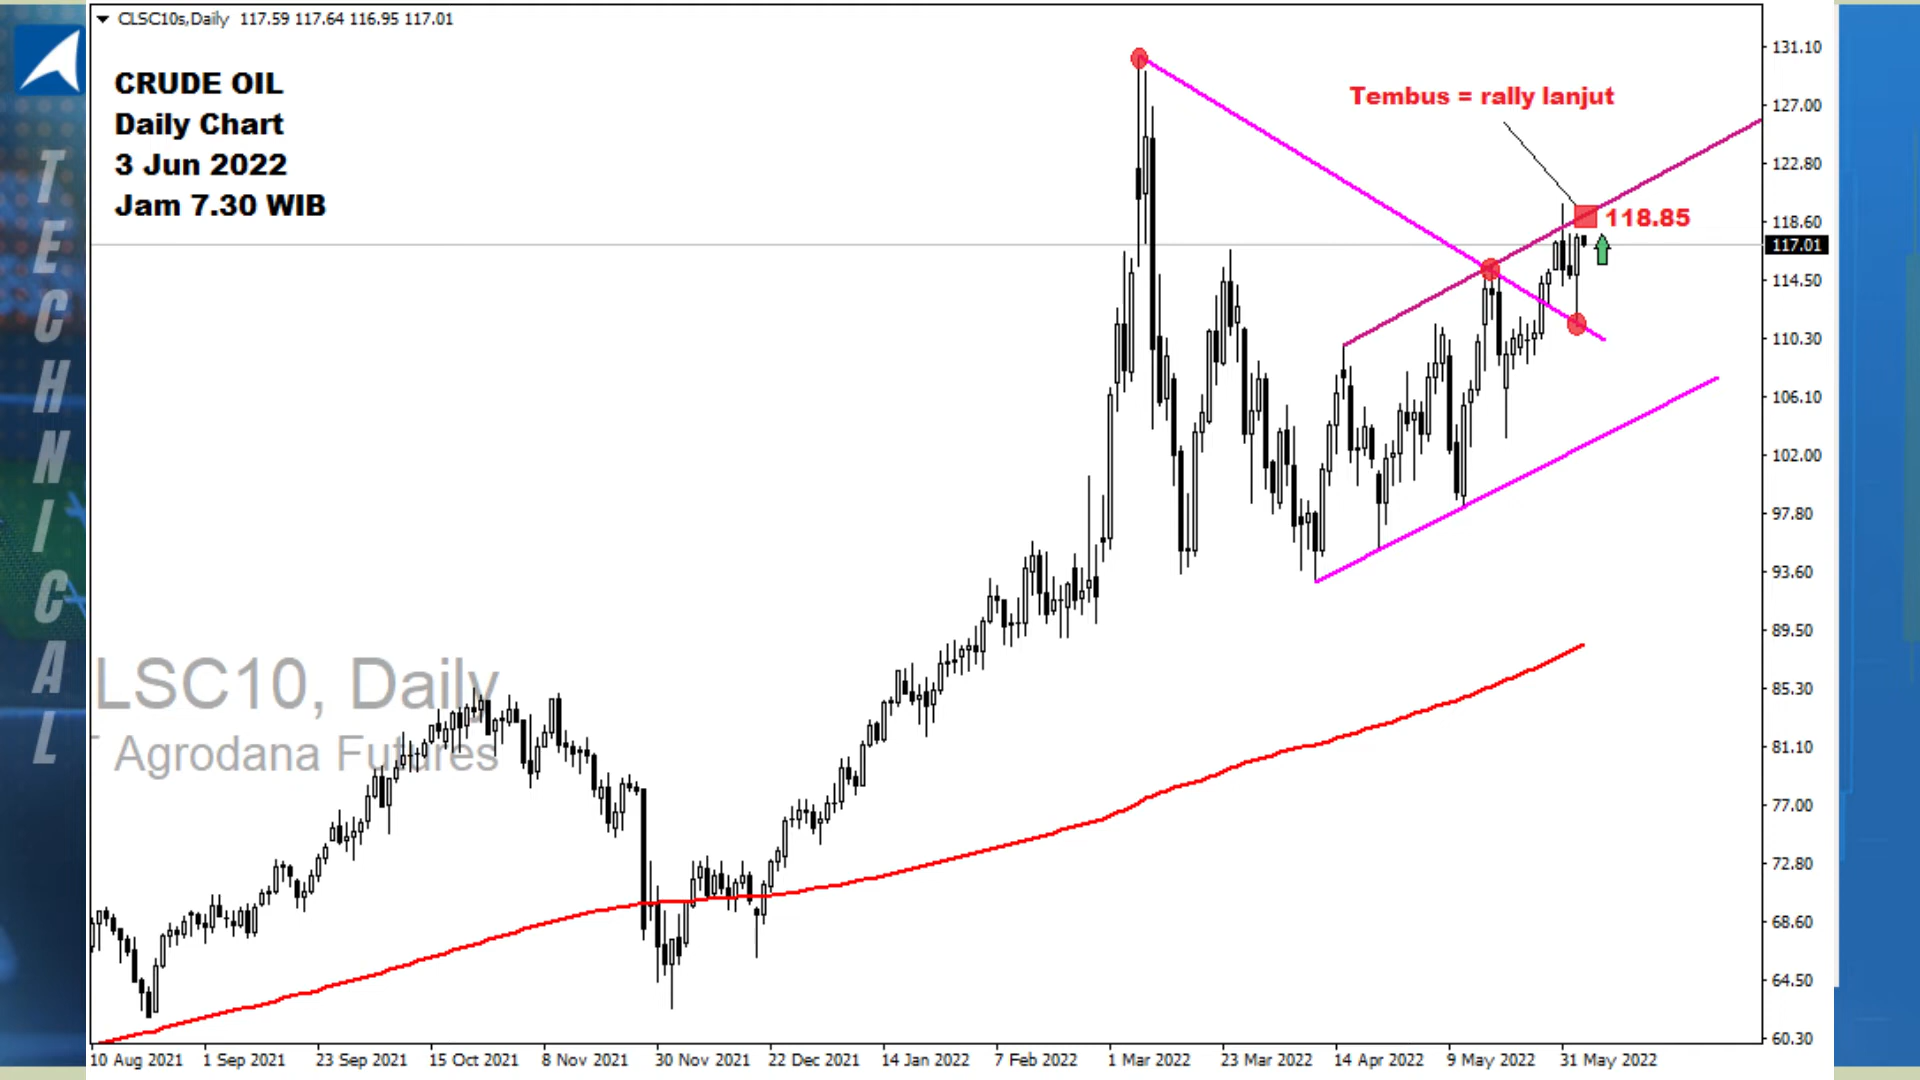 CLSC10s,Daily 117.59 117.64 116.95 117.01
CRUDE OIL
Daily Chart
3 Jun 2022
Jam 7.30 WIB
TECHNICAL
Tembus = rally lanjut
118.85
LSC10, Daily
Agrodana Futures
131.10
127.00
122.80
118.60
117.01
114.50
110.30
106.10
102.00
97.80
93.60
89.50
85.30
81.10
77.00
72.80
68.60
64.50
60.30
10 Aug 2021 1 Sep 2021 23 Sep 2021 15 Oct 2021 8 Nov 2021 30 Nov 2021 22 Dec 2021 14 Jan 2022 7 Feb 2022 1 Mar 2022 23 Mar 2022 14 Apr 2022 9 May 2022 31 May 2022